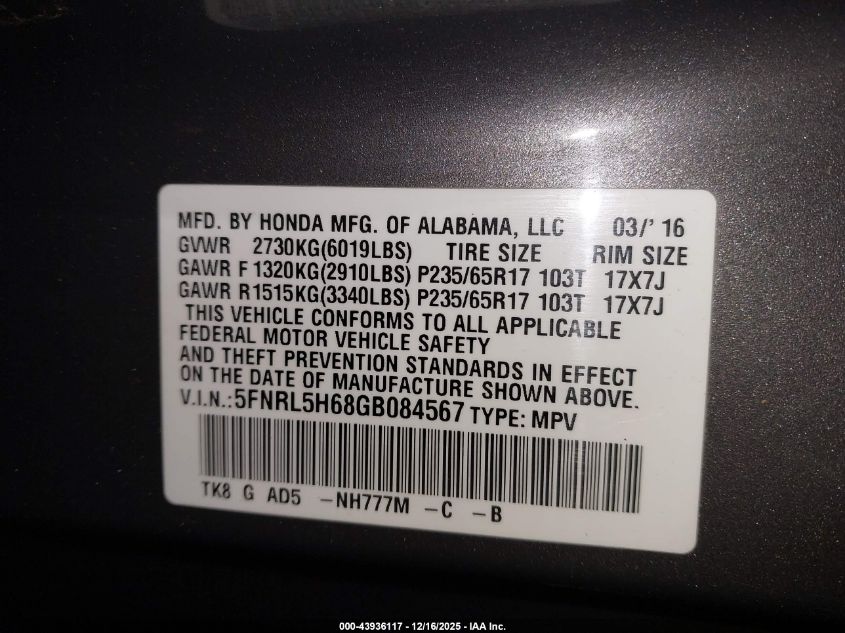 MFD. BY HONDA MFG. OF ALABAMA, LLC 03/' 16
GVWR 2730KG(6019LBS) TIRE SIZE RIM SIZE
GAWR F 1320KG(2910LBS) P235/65R17 103T 17X7J
GAWR R1515KG(3340LBS) P235/65R17 103T 17X7J
THIS VEHICLE CONFORMS TO ALL APPLICABLE
FEDERAL MOTOR VEHICLE SAFETY
AND THEFT PREVENTION STANDARDS IN EFFECT
ON THE DATE OF MANUFACTURE SHOWN ABOVE.
V.I.N.:5FNRL5H68GB084567 TYPE: MPV
TK8 G AD5 -NH777M -C -B
000-43936117 - 12/16/2025 - IAA Inc.